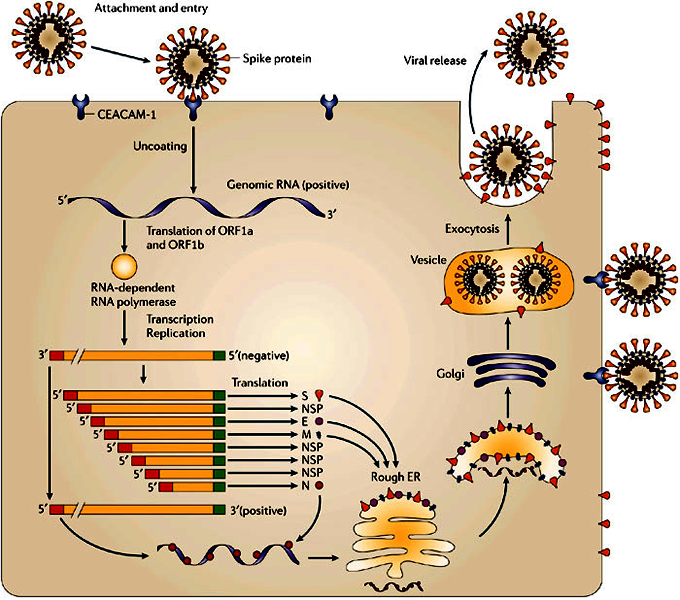 Attachment and entry
Spike protein
Viral release
CEACAM-1
Uncoating
Genomic RNA (positive)
5′
3′
Translation of ORF1a
and ORF1b
Exocytosis
Vesicle
RNA-dependent
RNA polymerase
Transcription
Replication
3′
5′(negative)
Golgi
Translation
5′
S
5′
NSP
5′
E
5′
M
5′
NSP
5′
NSP
5′
NSP
5′
N
Rough ER
5′
3′(positive)